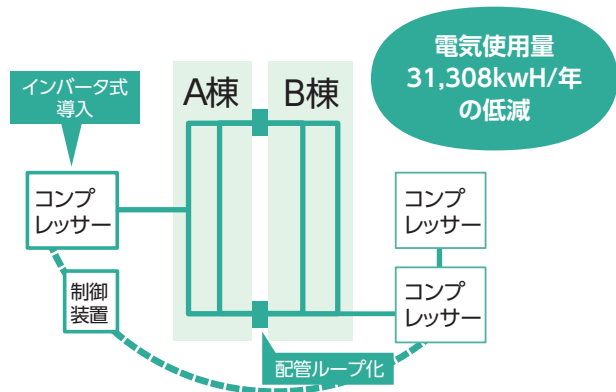 電気使用量
31,308kwH/年
の低減
インバータ式
導入
A棟
B棟
コンプ
レッサー
コンプ
レッサー
制御
装置
コンプ
レッサー
配管ループ化